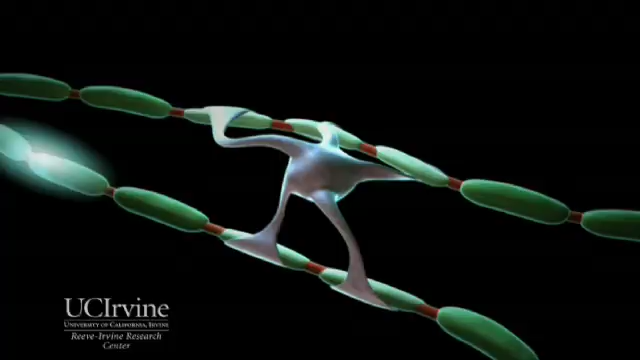 UCIrvine
University of California, Irvine
Reeve-Irvine Research
Center